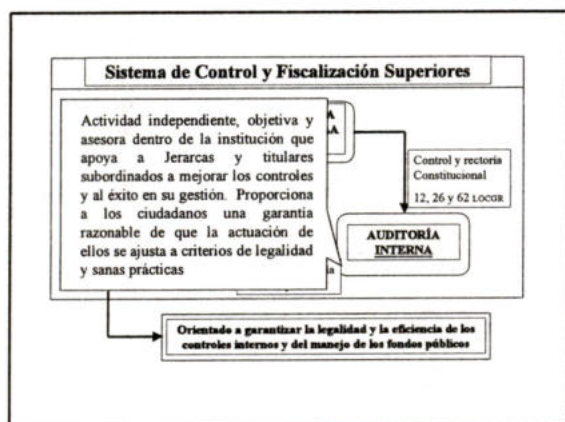 Sistema de Control y Fiscalización Superiores
Actividad independiente, objetiva y
asesora dentro de la institución que
apoya a Jerarcas y titulares
subordinados a mejorar los controles
y al éxito en su gestión. Proporciona
a los ciudadanos una garantía
razonable de que la actuación de
ellos se ajusta a criterios de legalidad
y sanas prácticas
Control y rectoría
Constitucional
12, 26 y 62 LOCGR
AUDITORÍA
INTERNA
Orientado a garantizar la legalidad y la eficiencia de los
controles internos y del manejo de los fondos públicos